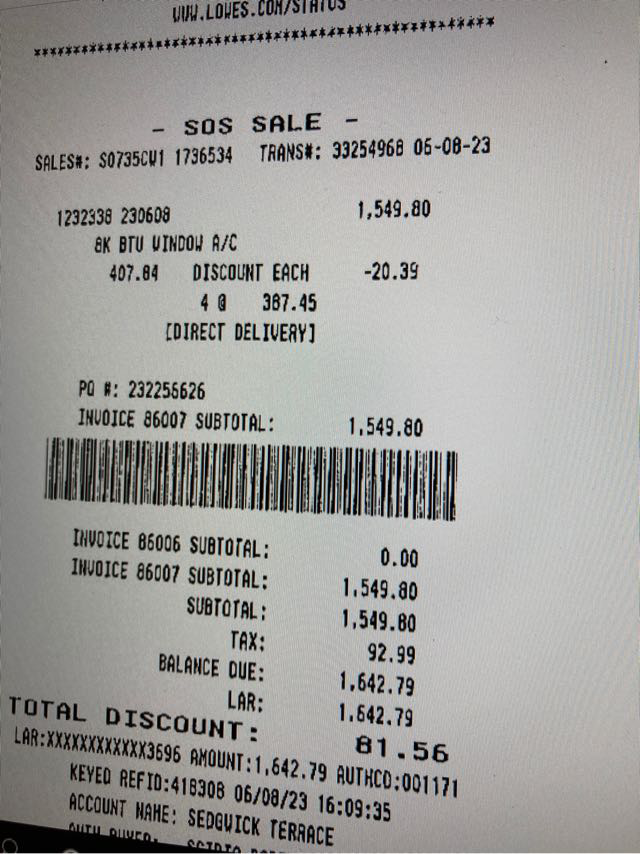 WWW.LOWES.COM/STATUS
************************************************
- SOS SALE -
SALES#: SO735CW1 1736534 TRANS#: 33254968 06-08-23
1232338 230608 1,549.80
8K BTU WINDOW A/C
407.84 DISCOUNT EACH -20.39
4 @ 387.45
[DIRECT DELIVERY]
PO #: 232256626
INVOICE 86007 SUBTOTAL: 1,549.80
INVOICE 86006 SUBTOTAL: 0.00
INVOICE 86007 SUBTOTAL: 1,549.80
SUBTOTAL: 1,549.80
TAX: 92.99
BALANCE DUE: 1,642.79
LAR: 1,642.79
TOTAL DISCOUNT: 81.56
LAR:XXXXXXXXXXXX3696 AMOUNT:1,642.79 AUTHCD:001171
KEYED REFID:418308 06/08/23 16:09:35
ACCOUNT NAME: SEDGWICK TERRACE
AUTH BUYER: